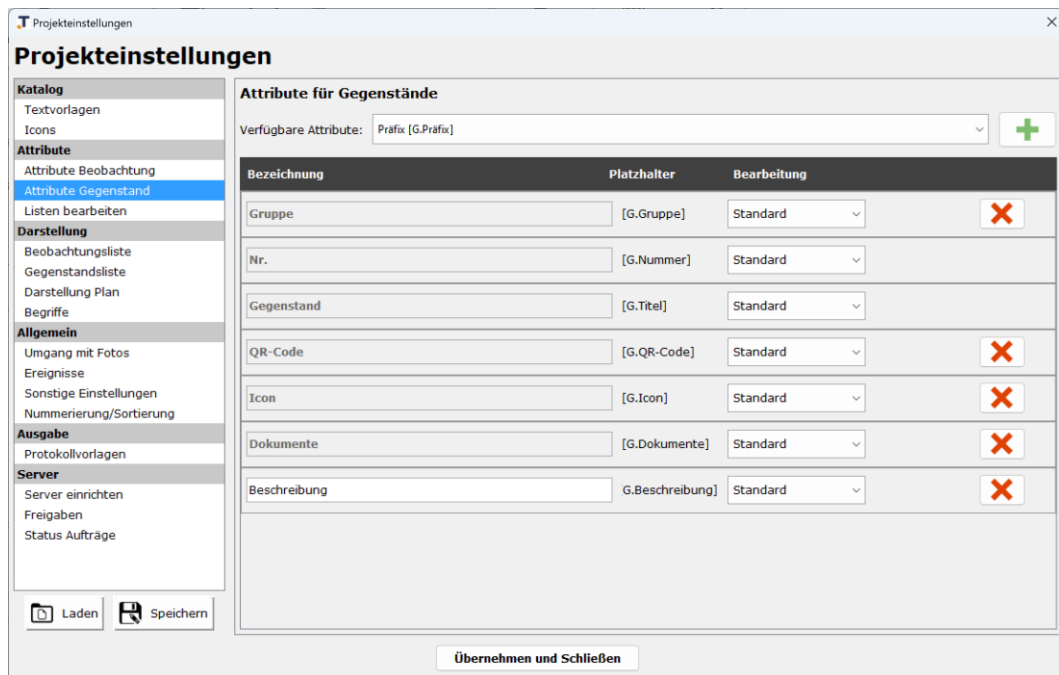 Projekteinstellungen
Projekteinstellungen
Katalog
Textvorlagen
Icons
Attribute
Attribute Beobachtung
Attribute Gegenstand
Listen bearbeiten
Darstellung
Beobachtungsliste
Gegenstandsliste
Darstellung Plan
Begriffe
Allgemein
Umgang mit Fotos
Ereignisse
Sonstige Einstellungen
Nummerierung/Sortierung
Ausgabe
Protokollvorlagen
Server
Server einrichten
Freigaben
Status Aufträge
Laden Speichern
Attribute für Gegenstände
Verfügbare Attribute: Präfix [G.Präfix]
Bezeichnung Platzhalter Bearbeitung
Gruppe [G.Gruppe] Standard
Nr. [G.Nummer] Standard
Gegenstand [G.Titel] Standard
QR-Code [G.QR-Code] Standard
Icon [G.Icon] Standard
Dokumente [G.Dokumente] Standard
Beschreibung G.Beschreibung] Standard
Übernehmen und Schließen